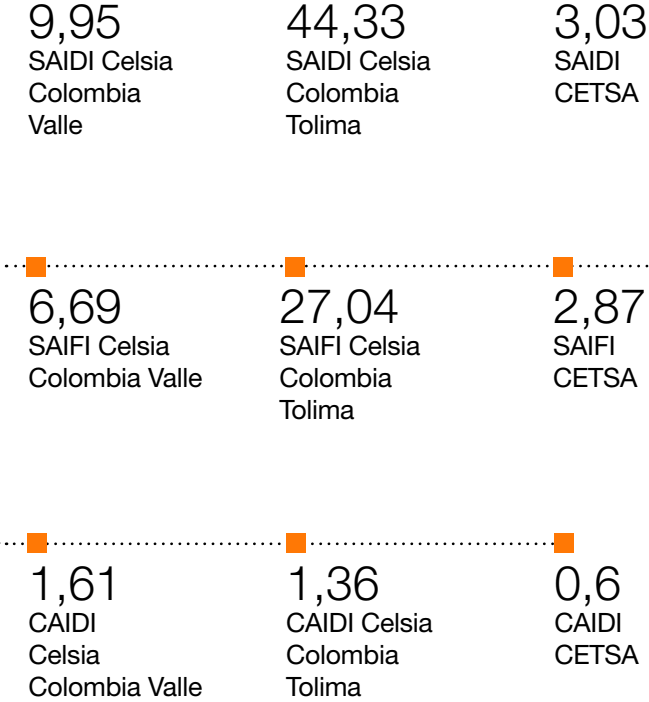 9,95
SAIDI Celsia
Colombia
Valle
44,33
SAIDI Celsia
Colombia
Tolima
3,03
SAIDI
CETSA
6,69
SAIFI Celsia
Colombia Valle
27,04
SAIFI Celsia
Colombia
Tolima
2,87
SAIFI
CETSA
1,61
CAIDI
Celsia
Colombia Valle
1,36
CAIDI Celsia
Colombia
Tolima
0,6
CAIDI
CETSA